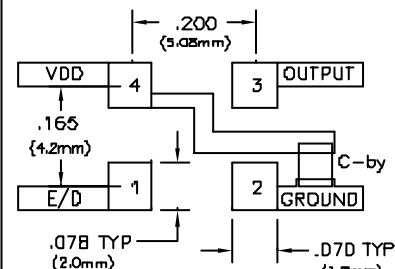 .200
(5.08mm)
VDD 4 3 OUTPUT
.165
(4.2mm)
C-by
E/D 1 2 GROUND
.078 TYP .070 TYP
(2.0mm)